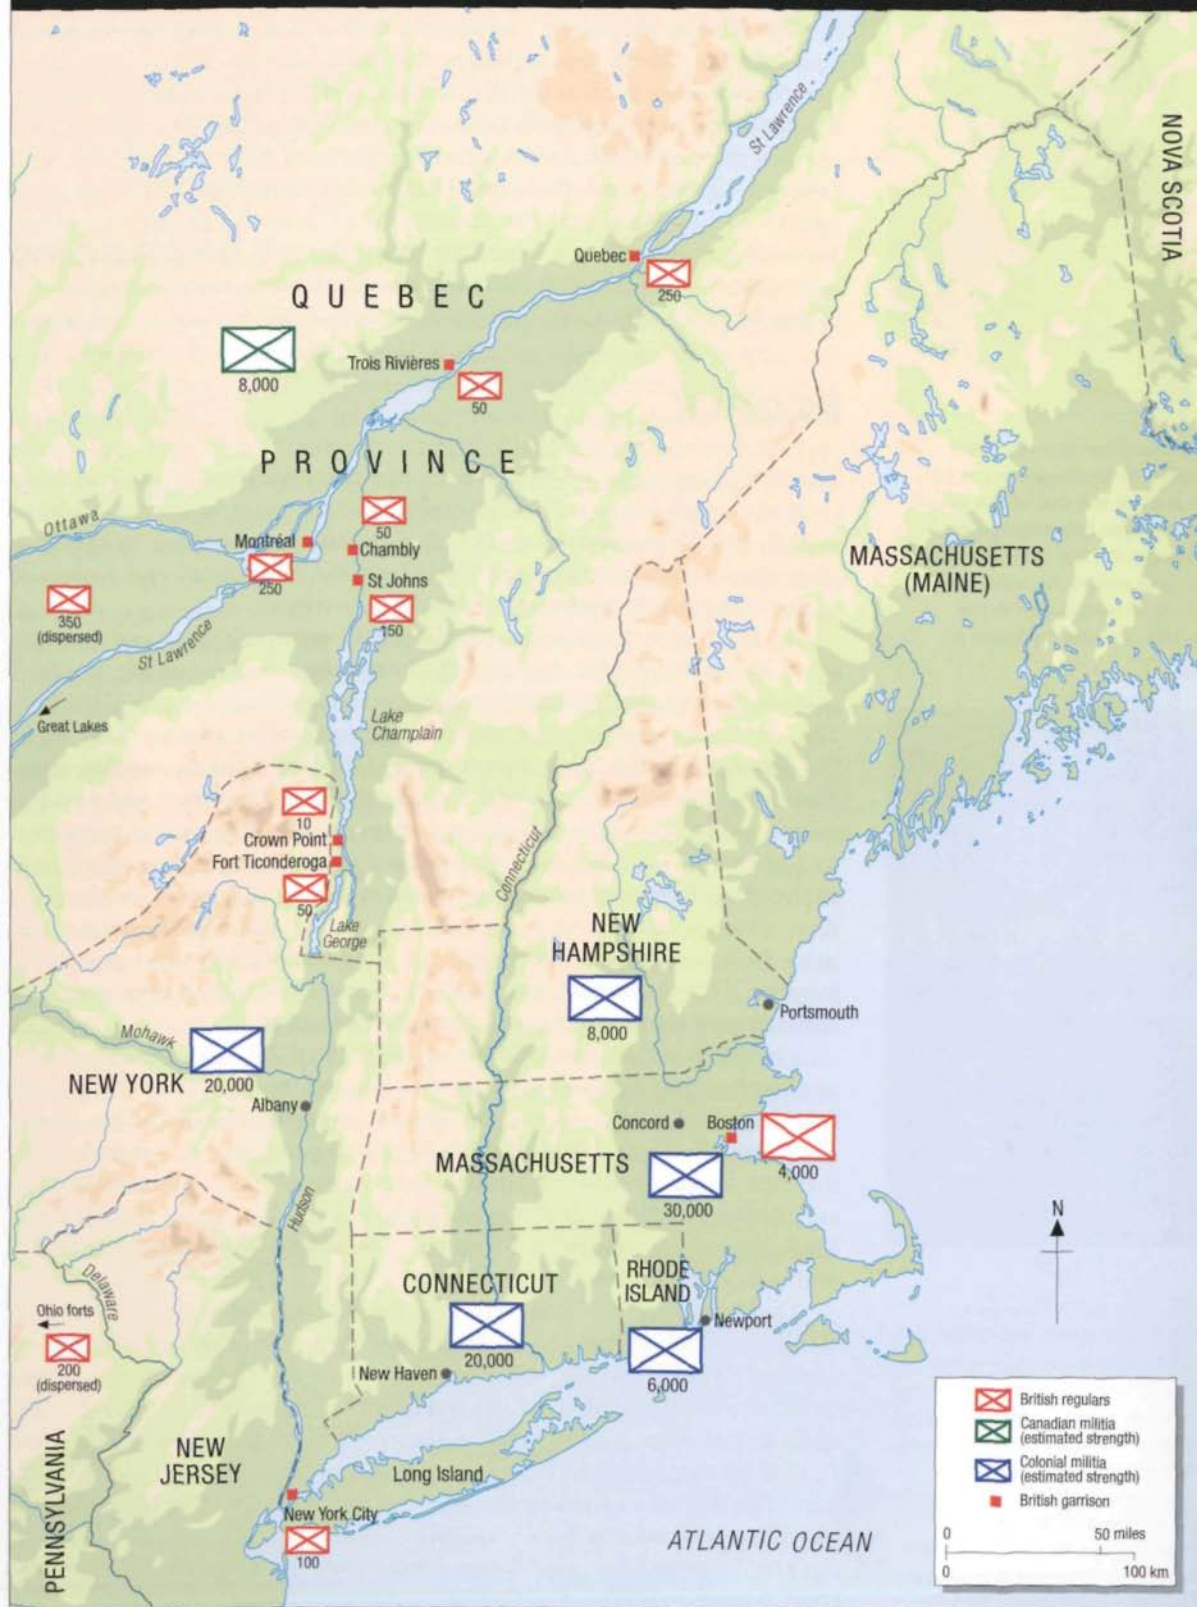 St Lawrence
NOVA SCOTIA
Quebec
250
QUEBEC
8,000
Trois Rivières
50
PROVINCE
Ottawa
50
Montréal
Chambly
250
St Johns
150
350
(dispersed)
St Lawrence
MASSACHUSETTS
(MAINE)
Great Lakes
Lake
Champlain
10
Crown Point
Fort Ticonderoga
50
Lake
George
Connecticut
NEW
HAMPSHIRE
8,000
Portsmouth
Mohawk
NEW YORK
20,000
Albany
Concord
Boston
4,000
MASSACHUSETTS
30,000
Hudson
N
Delaware
CONNECTICUT
20,000
RHODE
ISLAND
Newport
6,000
Ohio forts
200
(dispersed)
New Haven
PENNSYLVANIA
NEW
JERSEY
Long Island
New York City
100
ATLANTIC OCEAN
British regulars
Canadian militia
(estimated strength)
Colonial militia
(estimated strength)
British garrison
0 50 miles
0 100 km